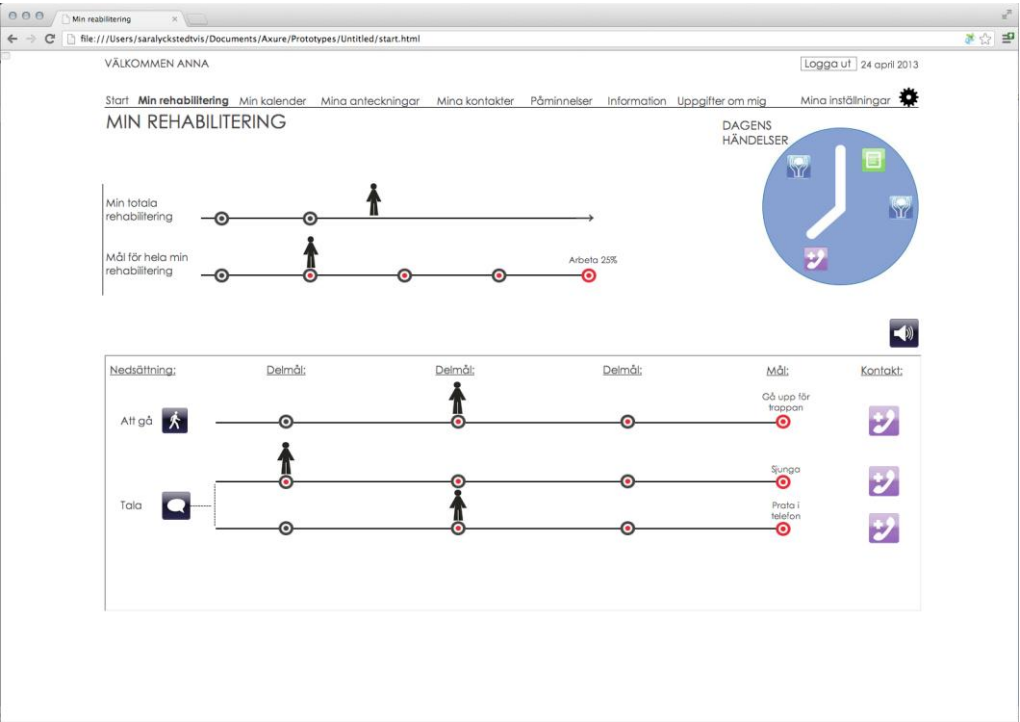 Min reabilitering
file:///Users/saralyckstedtvis/Documents/Axure/Prototypes/Untitled/start.html
VÄLKOMMEN ANNA
Logga ut 24 april 2013
Start Min rehabilitering Min kalender Mina anteckningar Mina kontakter Påminnelser Information Uppgifter om mig Mina inställningar
MIN REHABILITERING
DAGENS
HÄNDELSER
Min totala
rehabilitering
Mål för hela min
rehabilitering
Arbeta 25%
Nedsättning: Delmål: Delmål: Delmål: Mål: Kontakt:
Gå upp för
trappan
Att gå
Sjunga
Tala
Prata i
telefon